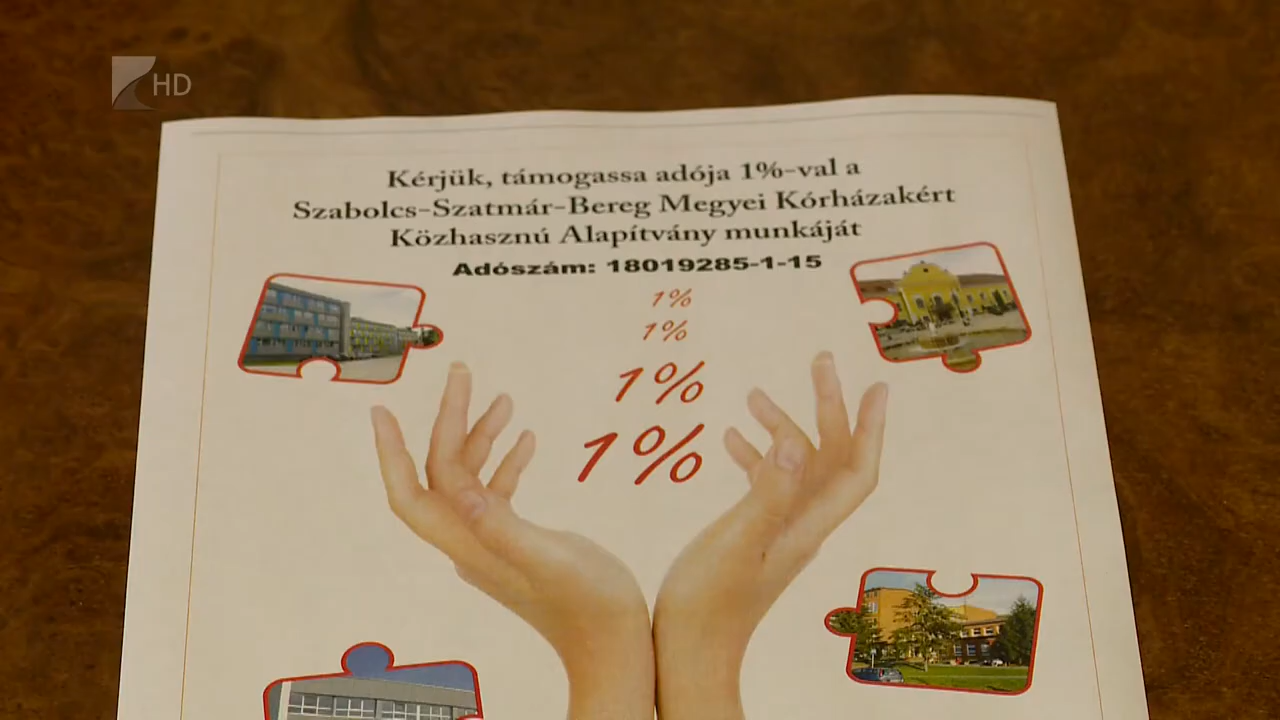 HD
Kérjük, támogassa adója 1%-val a
Szabolcs-Szatmár-Bereg Megyei Kórházakért
Közhasznú Alapítvány munkáját
Adószám: 18019285-1-15
1%
1%
1%
1%